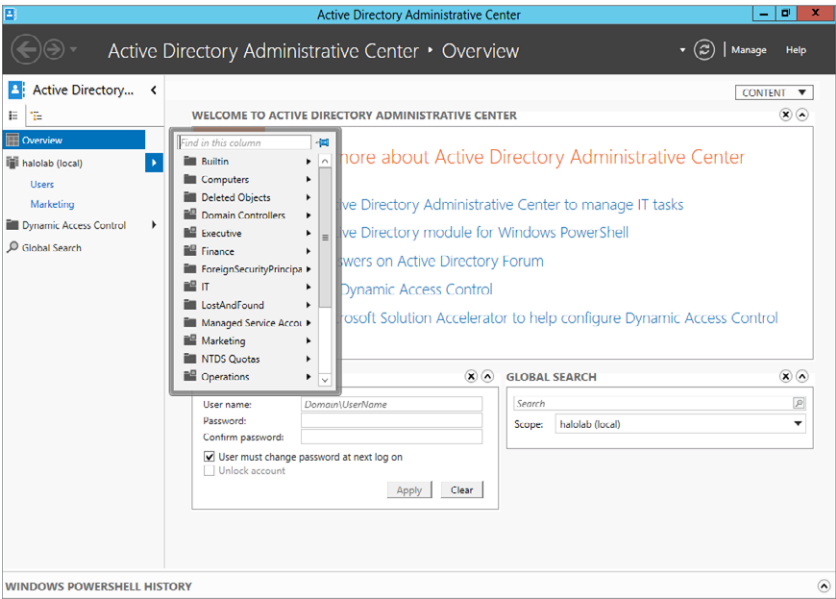 Active Directory Administrative Center
Active Directory Administrative Center • Overview
Manage Help
Active Directory...
CONTENT
Overview
halolab (local)
Users
Marketing
Dynamic Access Control
Global Search
WELCOME TO ACTIVE DIRECTORY ADMINISTRATIVE CENTER
Find in this column
Builtin
Computers
Deleted Objects
Domain Controllers
Executive
Finance
ForeignSecurityPrincipa
IT
LostAndFound
Managed Service Accou
Marketing
NTDS Quotas
Operations
more about Active Directory Administrative Center
ive Directory Administrative Center to manage IT tasks
ive Directory module for Windows PowerShell
swers on Active Directory Forum
Dynamic Access Control
rosoft Solution Accelerator to help configure Dynamic Access Control
User name: Domain\UserName
Password:
Confirm password:
User must change password at next log on
Unlock account
Apply Clear
GLOBAL SEARCH
Search
Scope: halolab (local)
WINDOWS POWERSHELL HISTORY